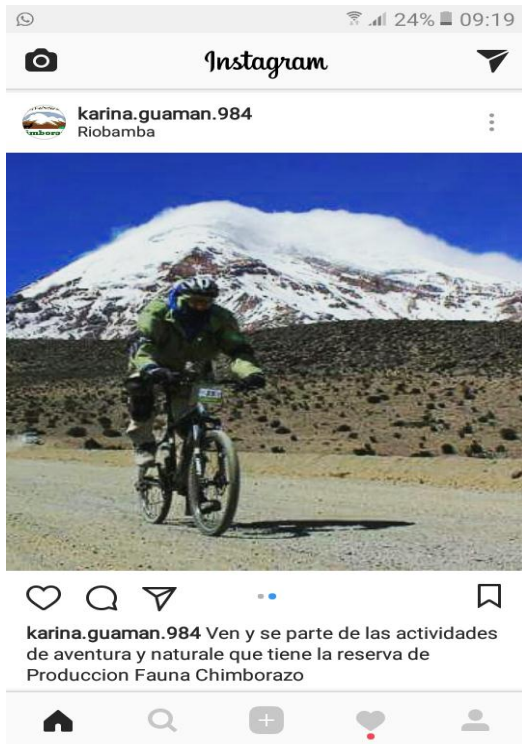 24% 09:19
Instagram
karina.guaman.984
Riobamba
karina.guaman.984 Ven y se parte de las actividades
de aventura y naturale que tiene la reserva de
Produccion Fauna Chimborazo